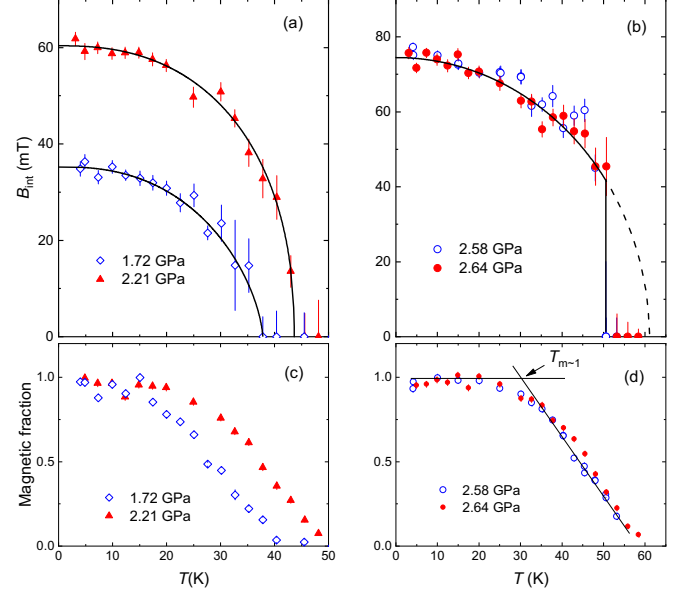 (a)
60
30
0
B_int (mT)
1.72 GPa
2.21 GPa
(b)
80
60
40
20
0
2.58 GPa
2.64 GPa
(c)
1.0
0.5
0.0
Magnetic fraction
1.72 GPa
2.21 GPa
0 10 20 30 40 50
T(K)
T_m~1
(d)
1.0
0.5
0.0
2.58 GPa
2.64 GPa
0 10 20 30 40 50 60
T (K)